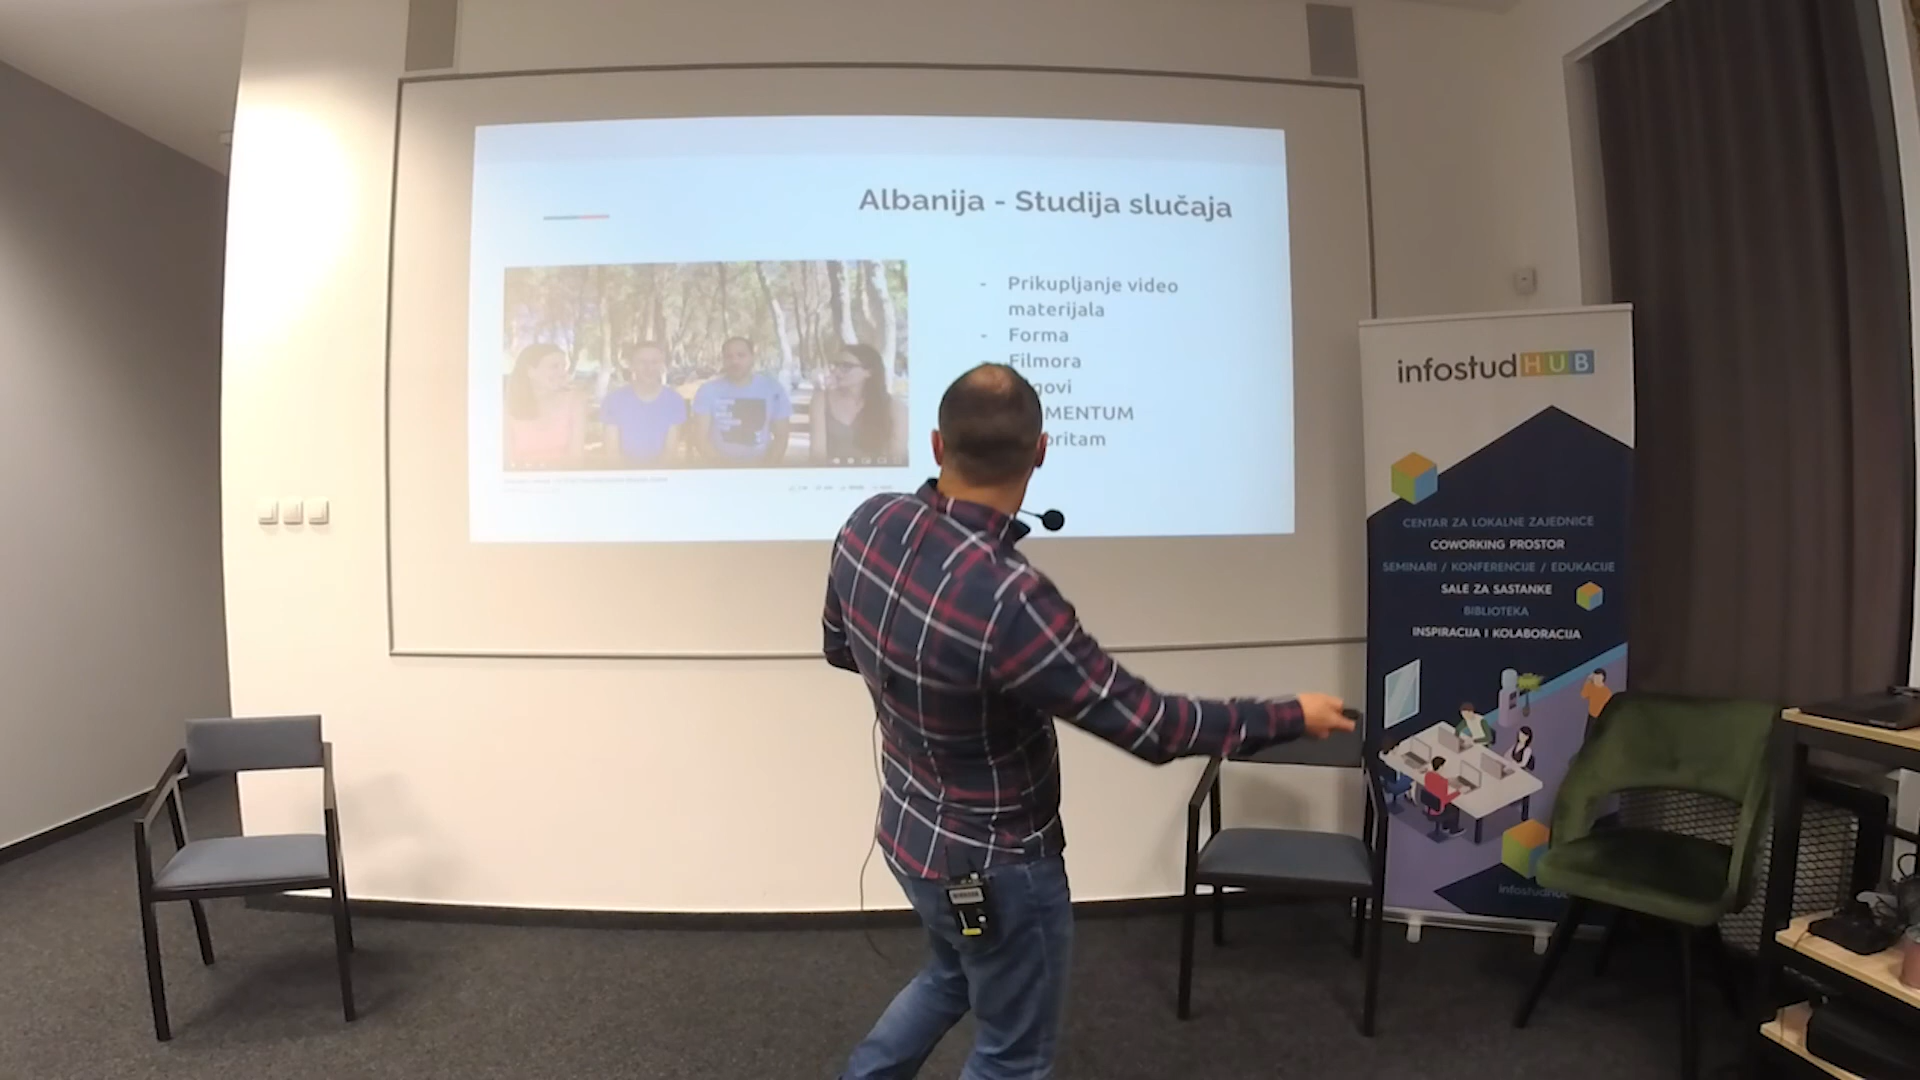 Albanija - Studija slučaja
- Prikupljanje video
materijala
- Forma
- Filmora
infostud HUB
CENTAR ZA LOKALNE ZAJEDNICE
COWORKING PROSTOR
SEMINARI / KONFERENCIJE / EDUKACIJE
SALE ZA SASTANKE
BIBLIOTEKA
INSPIRACIJA I KOLABORACIJA